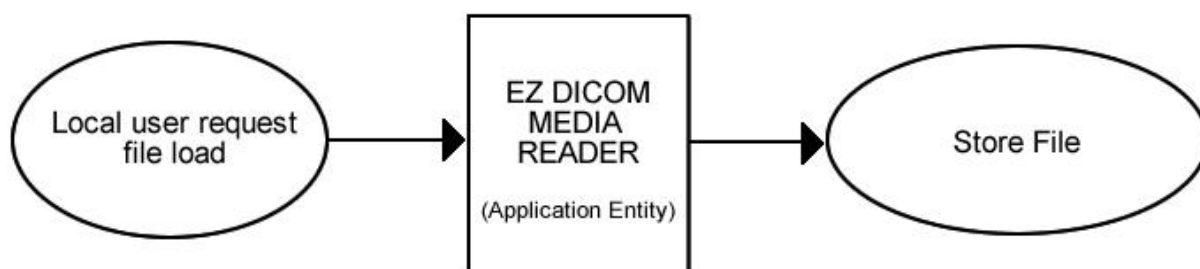 Local user request
file load
EZ DICOM
MEDIA
READER
(Application Entity)
Store File